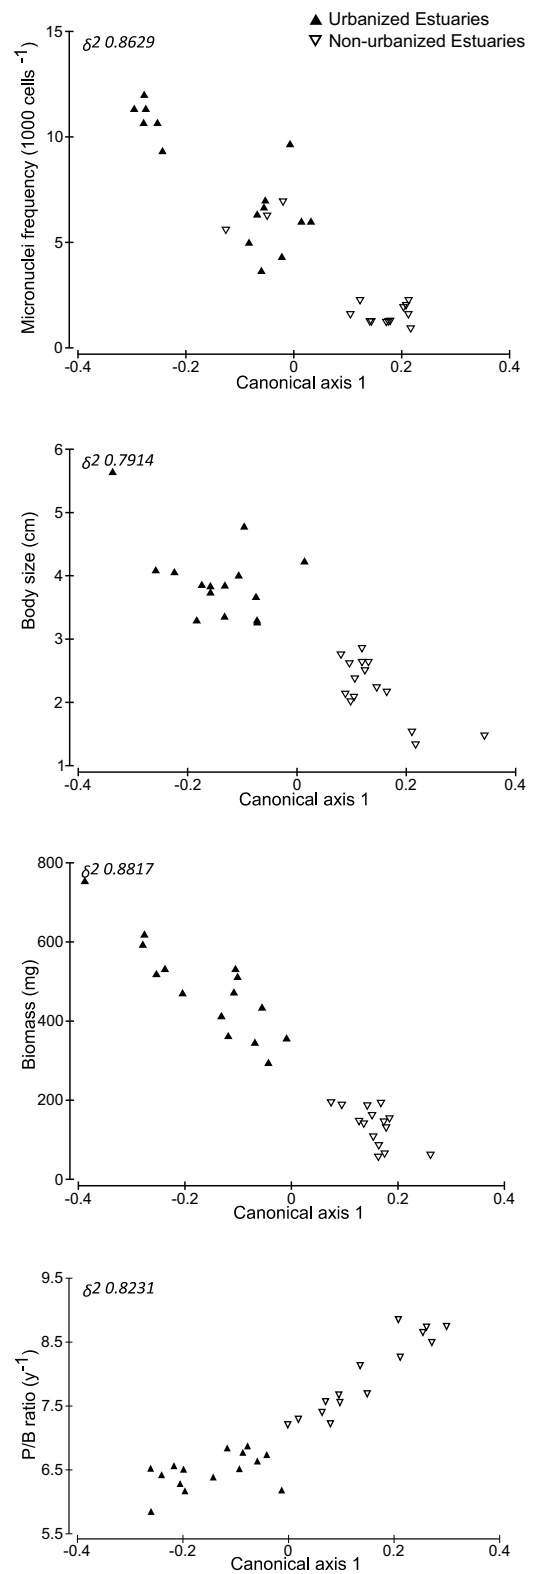 ▲ Urbanized Estuaries
▽ Non-urbanized Estuaries
δ2 0.8629
Micronuclei frequency (1000 cells -1)
15
10
5
0
-0.4 -0.2 0 0.2 0.4
Canonical axis 1
δ2 0.7914
Body size (cm)
6
5
4
3
2
1
-0.4 -0.2 0 0.2 0.4
Canonical axis 1
δ2 0.8817
Biomass (mg)
800
600
400
200
0
-0.4 -0.2 0 0.2 0.4
Canonical axis 1
δ2 0.8231
P/B ratio (y-1)
9.5
8.5
7.5
6.5
5.5
-0.4 -0.2 0 0.2 0.4
Canonical axis 1